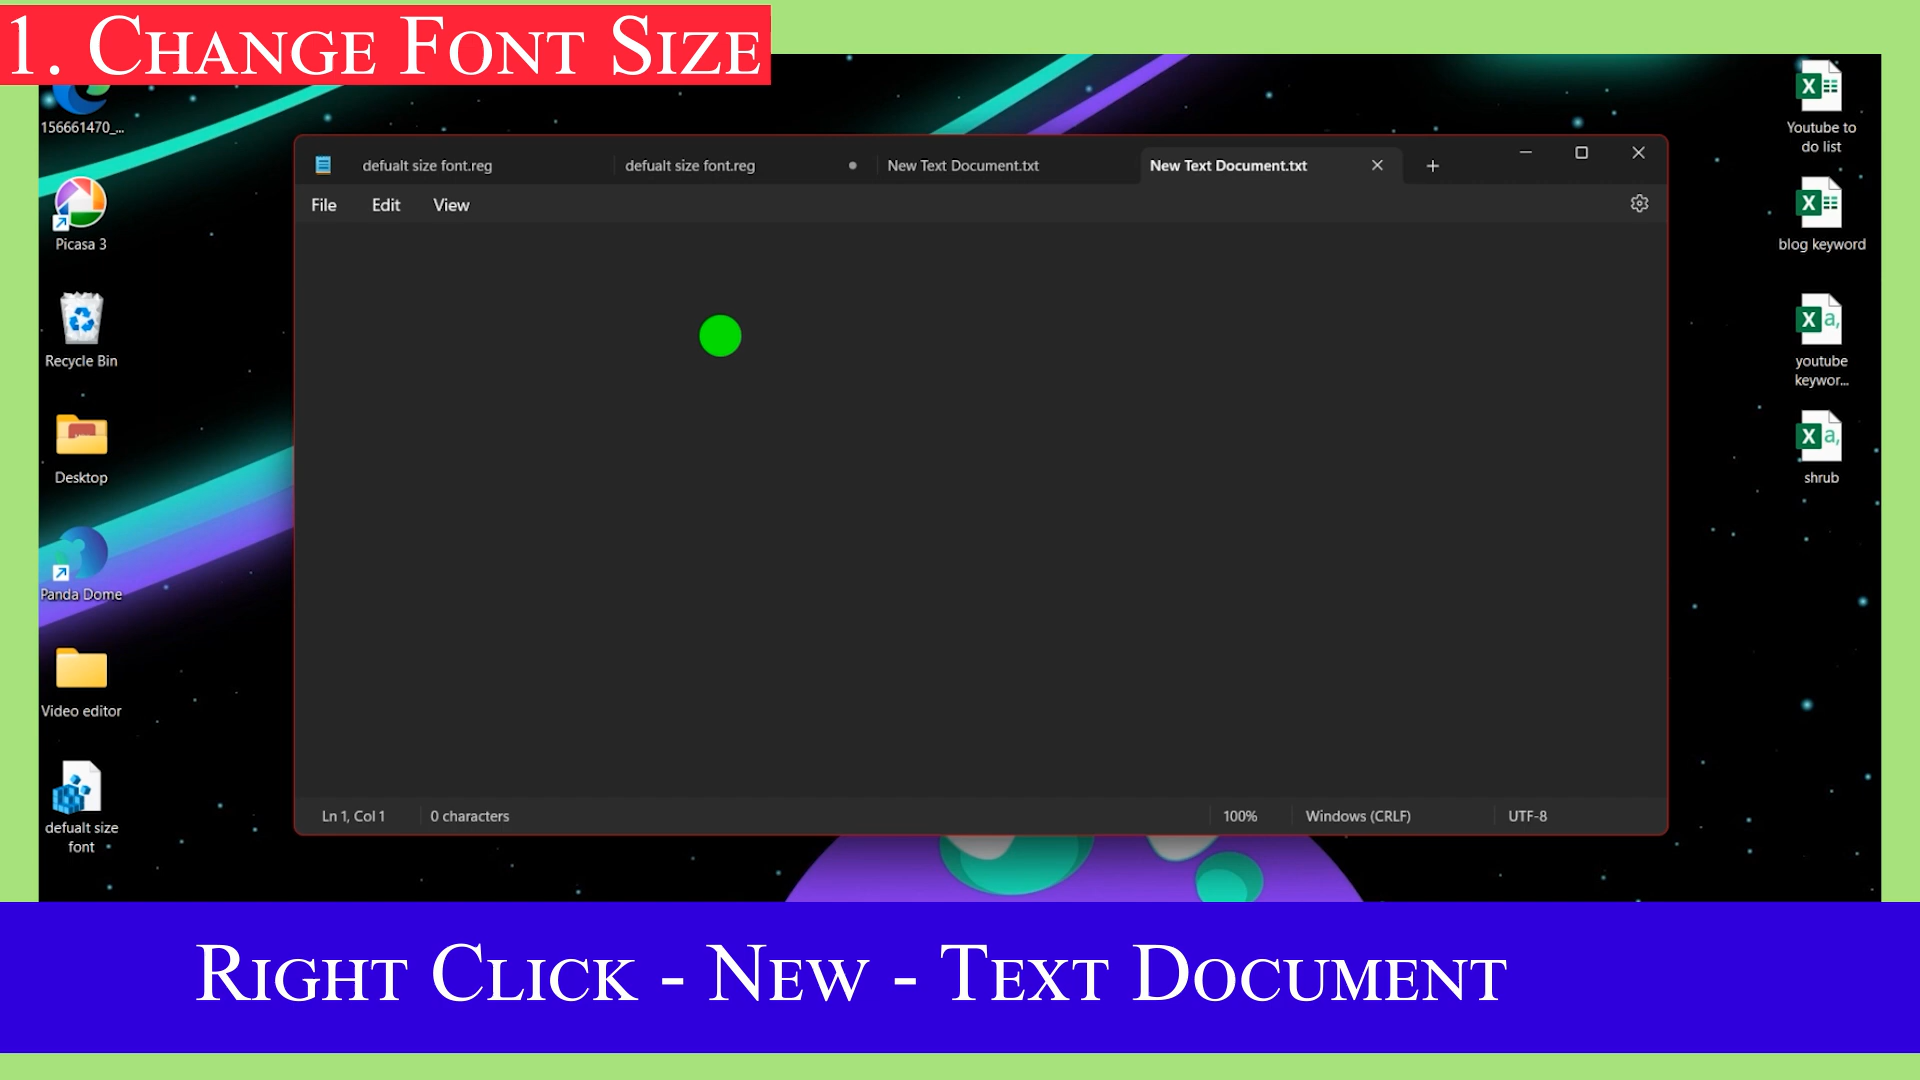 1. Change Font Size
156661470_...
Picasa 3
Recycle Bin
Desktop
Panda Dome
Video editor
defualt size
font
defualt size font.reg
defualt size font.reg
New Text Document.txt
New Text Document.txt
File
Edit
View
Ln 1, Col 1
0 characters
100%
Windows (CRLF)
UTF-8
Youtube to
do list
blog keyword
youtube
keywor...
shrub
Right Click - New - Text Document